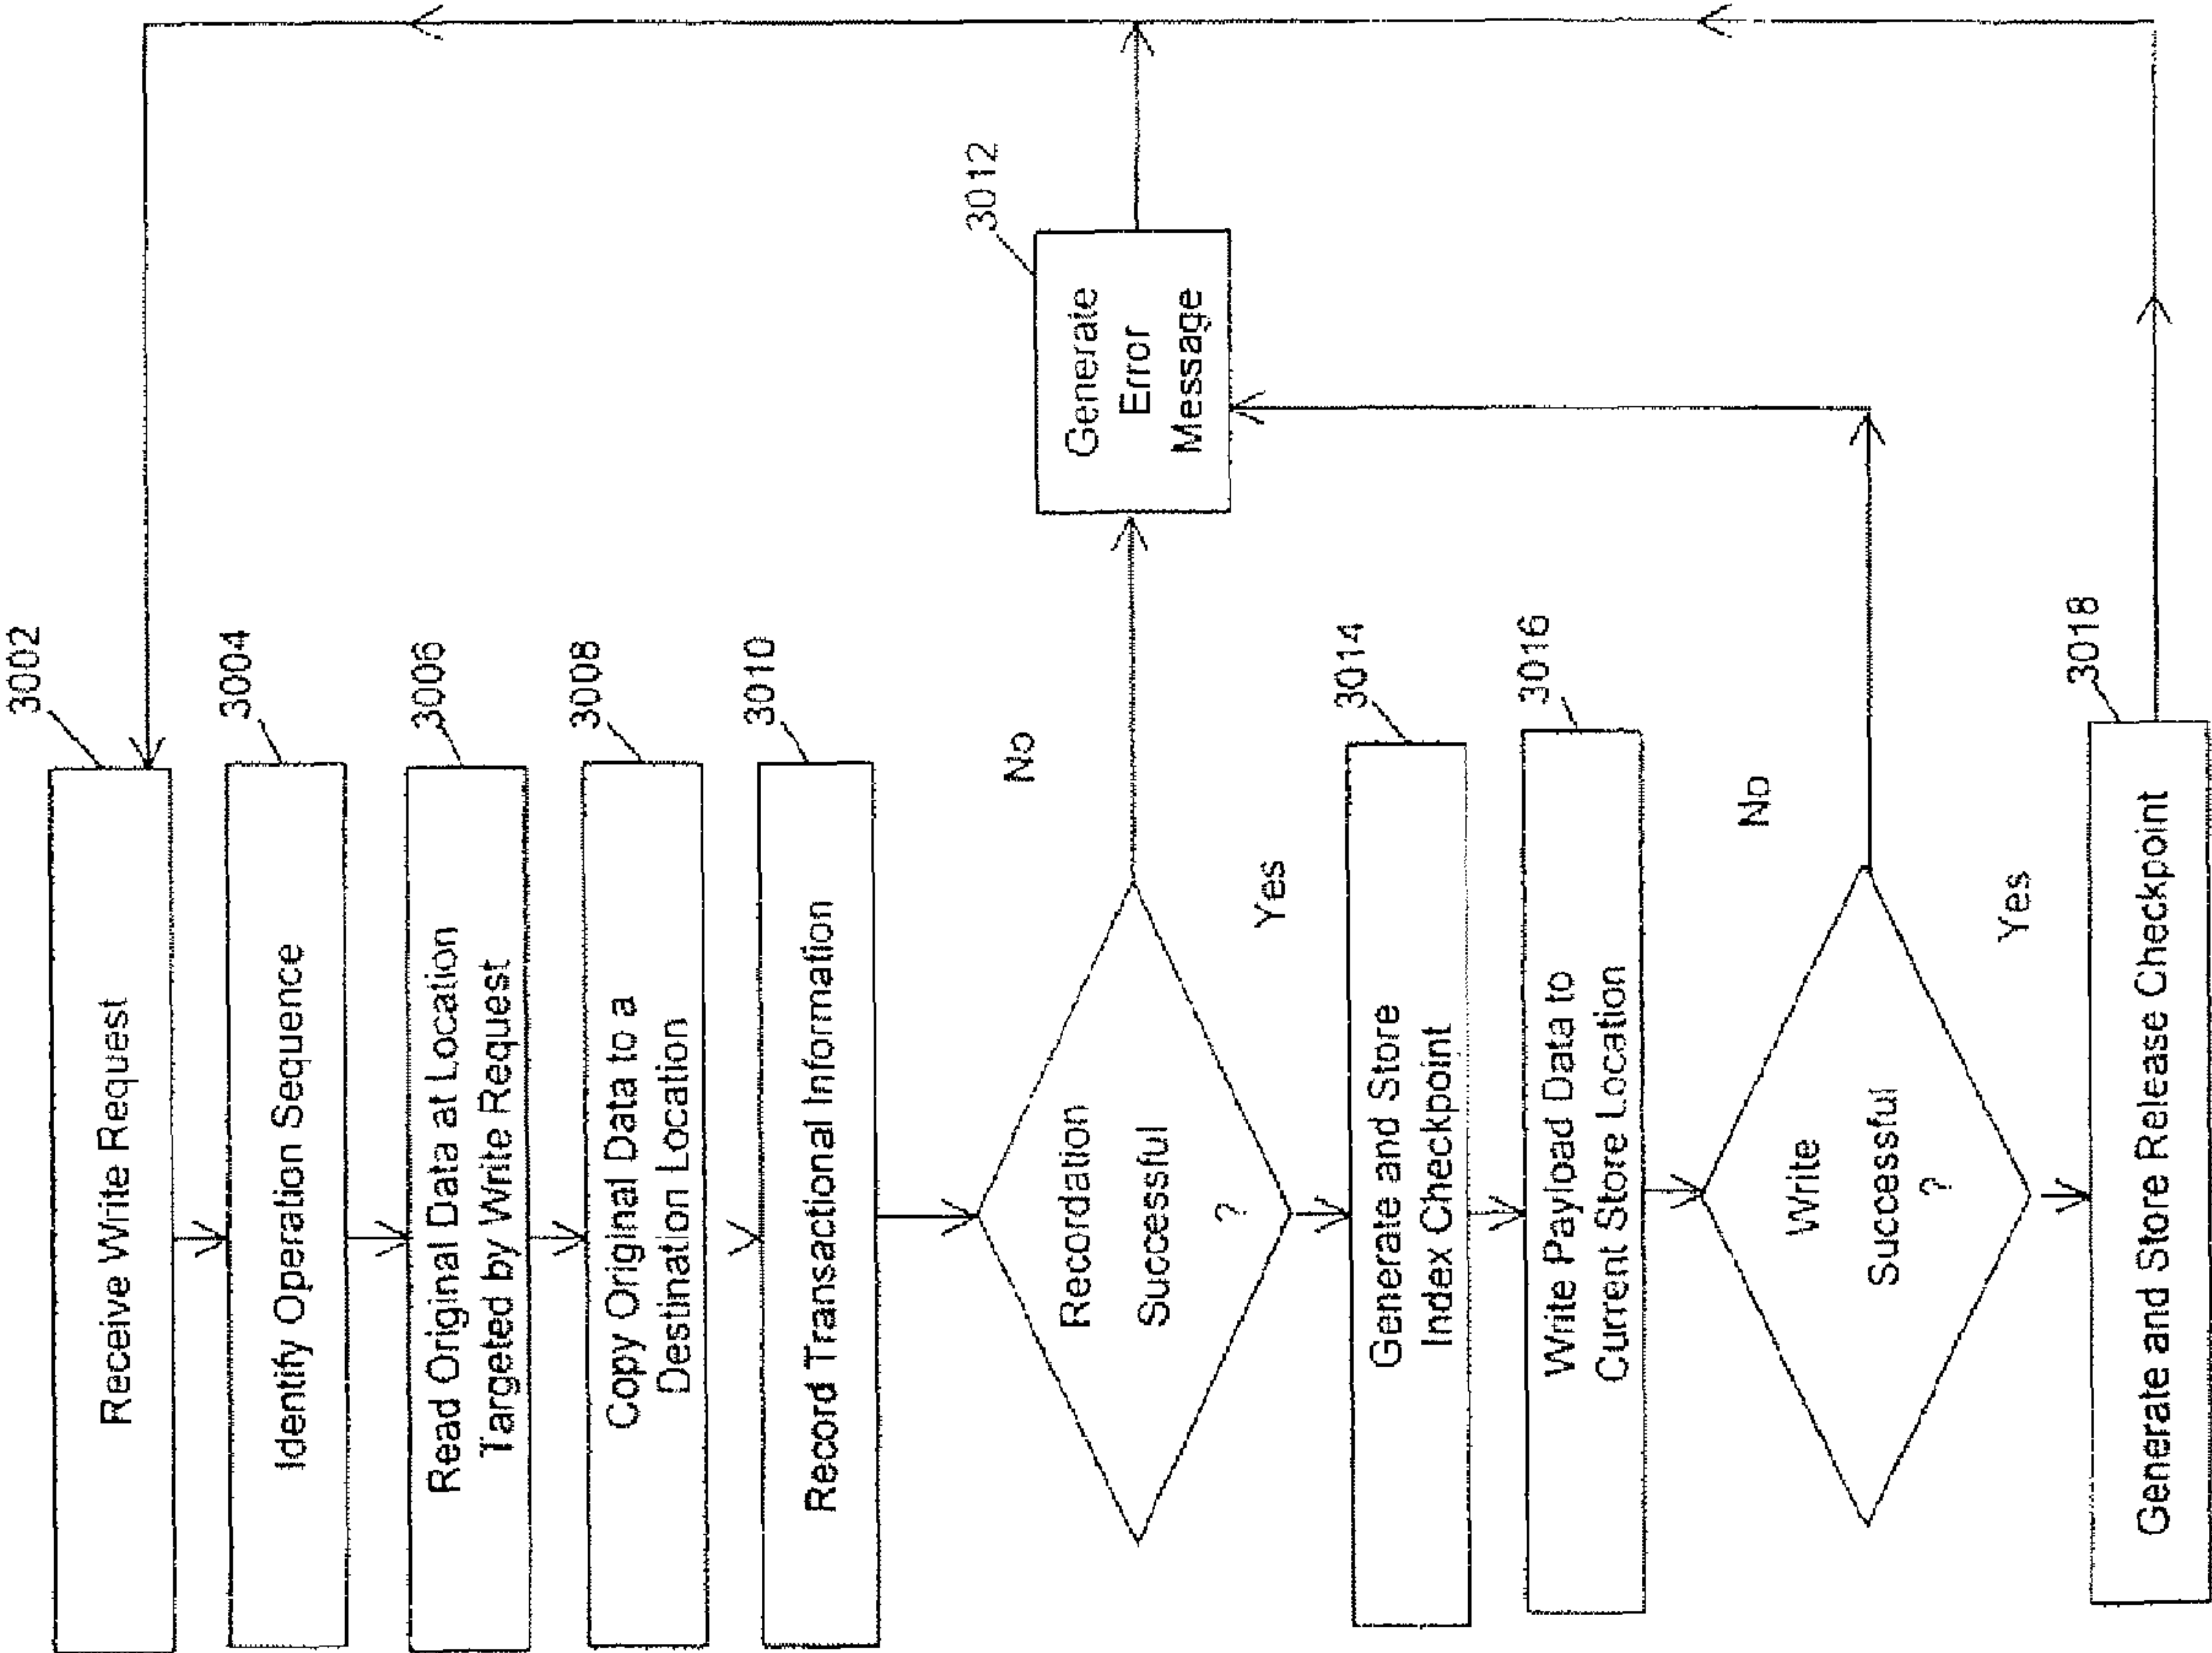 3002
Receive Write Request
3004
Identify Operation Sequence
3006
Read Original Data at Location
Targeted by Write Request
3008
Copy Original Data to a
Destination Location
3010
Record Transactional Information
Recordation
Successful
?
No
3012
Generate
Error
Message
Yes
3014
Generate and Store
Index Checkpoint
3016
Write Payload Data to
Current Store Location
Write
Successful
?
No
Yes
3018
Generate and Store Release Checkpoint